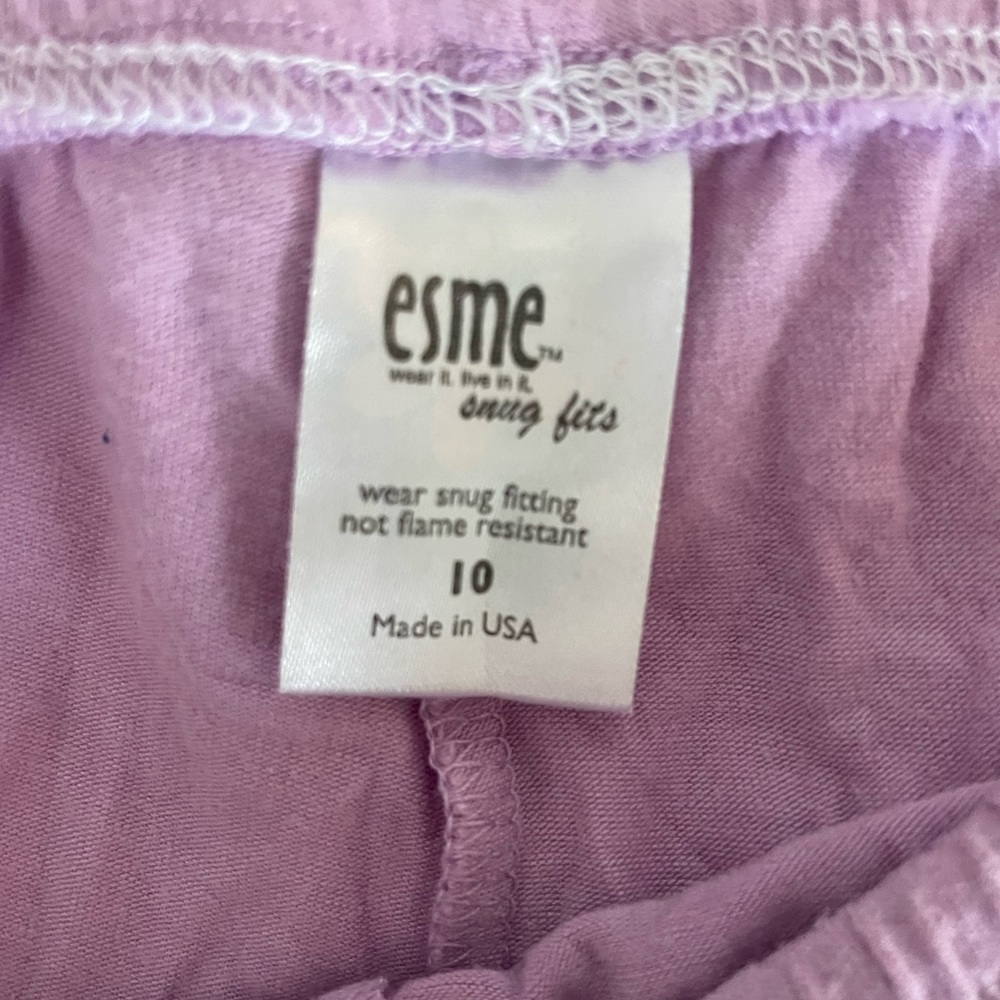 esme™
wear it. live in it.
snug fits
wear snug fitting
not flame resistant
10
Made in USA